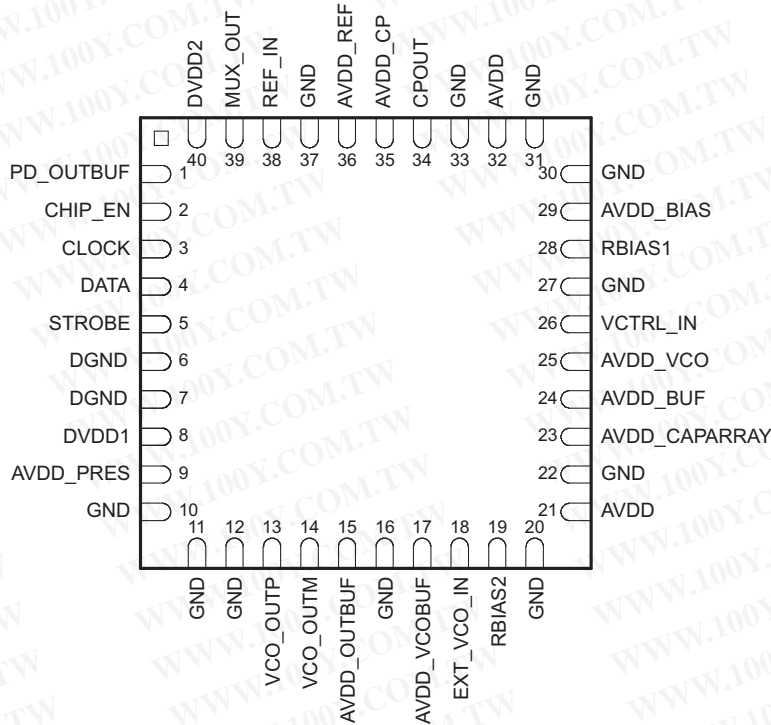 DVDD2
MUX_OUT
REF_IN
GND
AVDD_REF
AVDD_CP
CPOUT
GND
AVDD
GND
40 39 38 37 36 35 34 33 32 31
PD_OUTBUF 1
CHIP_EN 2
CLOCK 3
DATA 4
STROBE 5
DGND 6
DGND 7
DVDD1 8
AVDD_PRES 9
GND 10
30 GND
29 AVDD_BIAS
28 RBIAS1
27 GND
26 VCTRL_IN
25 AVDD_VCO
24 AVDD_BUF
23 AVDD_CAPARRAY
22 GND
21 AVDD
11 12 13 14 15 16 17 18 19 20
GND
GND
VCO_OUTP
VCO_OUTM
AVDD_OUTBUF
GND
AVDD_VCOBUF
EXT_VCO_IN
RBIAS2
GND
WWW.100Y.COM.TW